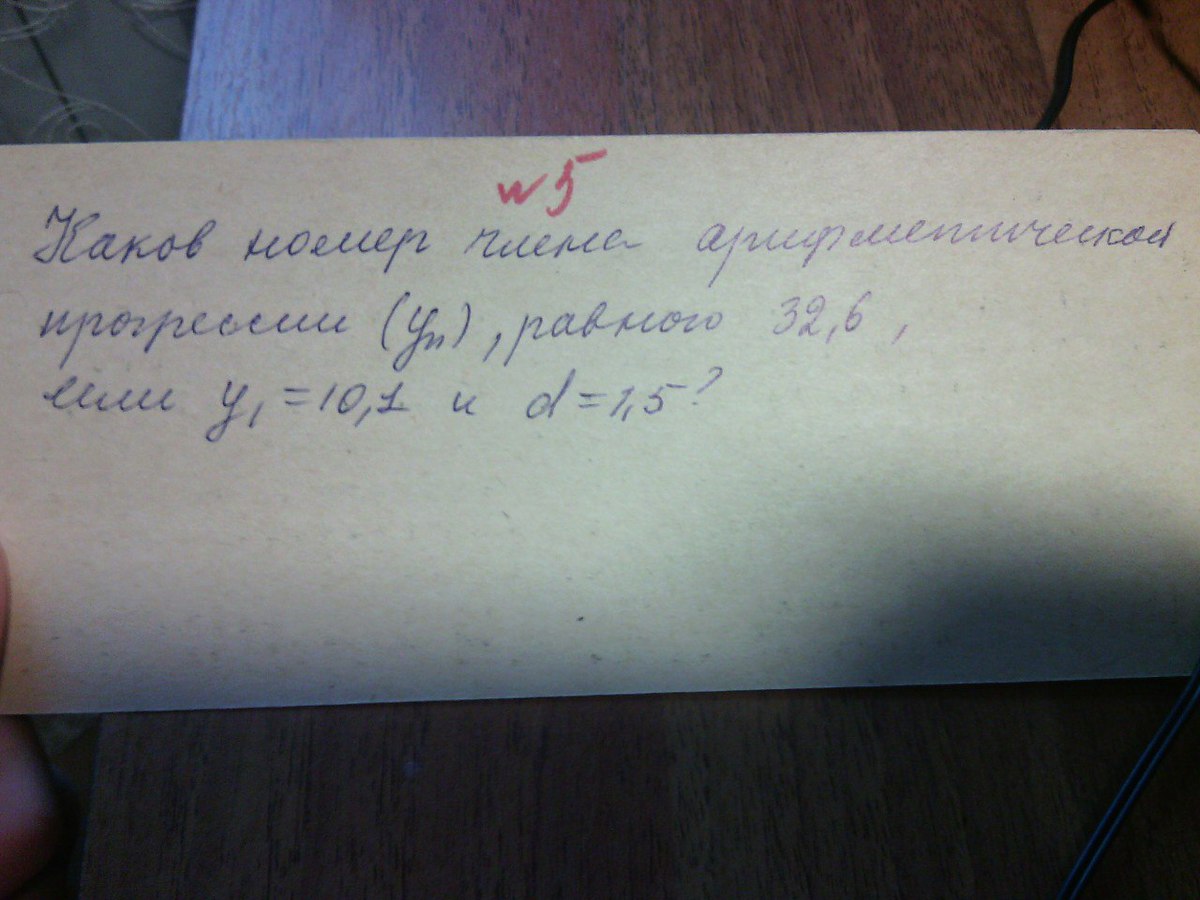 №5
Каков номер члена арифметической
прогрессии (yₙ), равного 32,6,
если y₁ = 10,1 и d = 1,5?